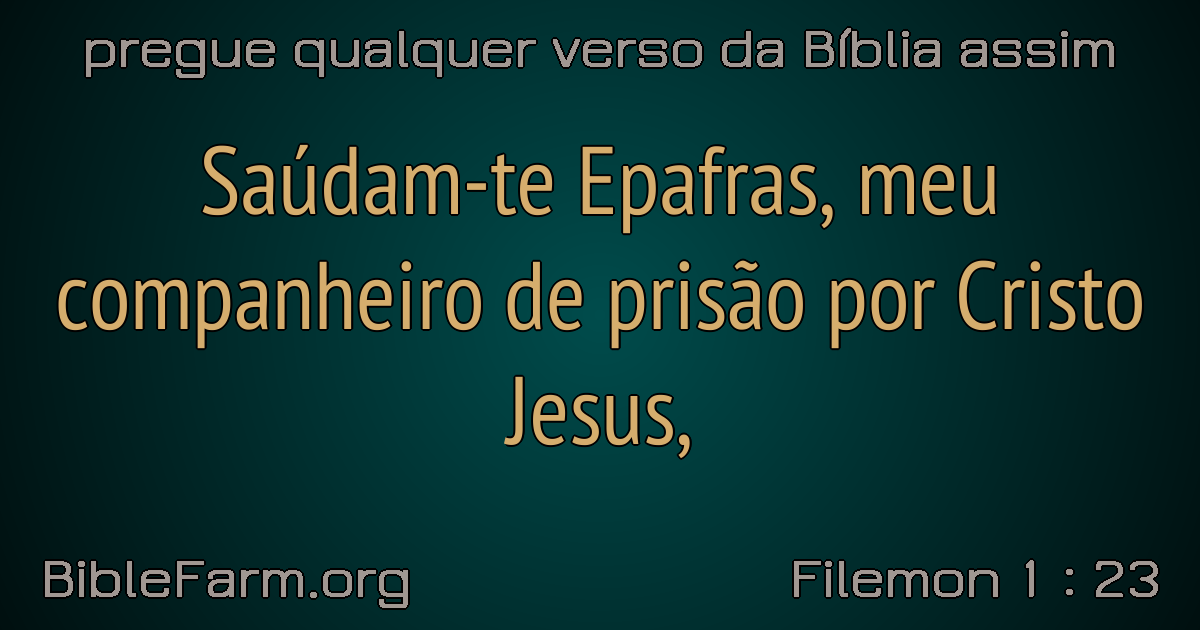 pregue qualquer verso da Bíblia assim
Saúdam-te Epafras, meu
companheiro de prisão por Cristo
Jesus,
BibleFarm.org
Filemon 1 : 23